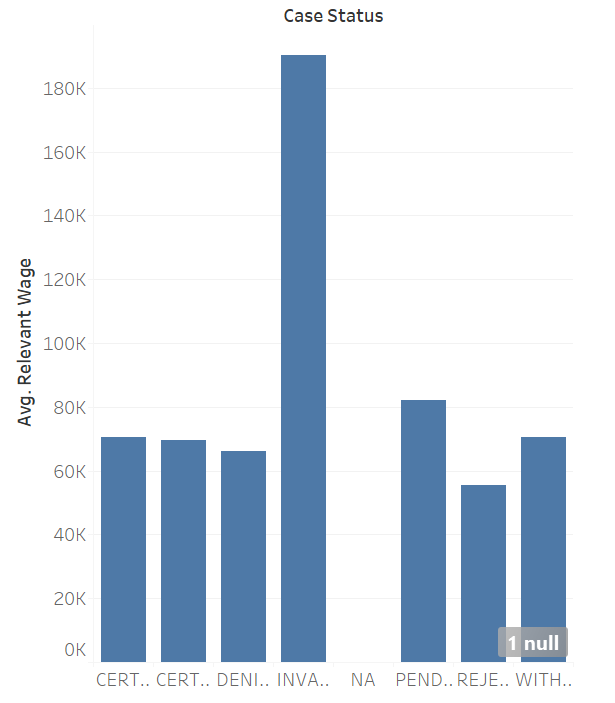 Case Status
Avg. Relevant Wage
180K
160K
140K
120K
100K
80K
60K
40K
20K
0K
1 null
CERT.. CERT.. DENI.. INVA.. NA PEND.. REJE.. WITH..